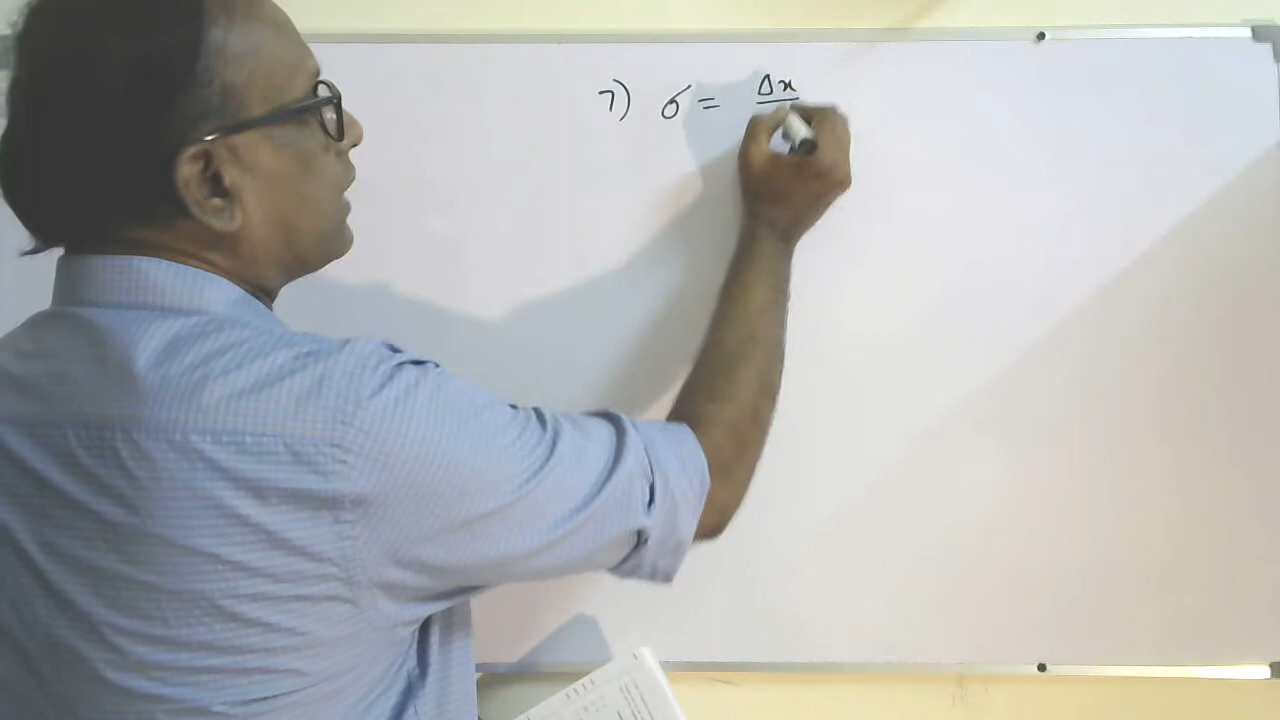 7) σ = Δx